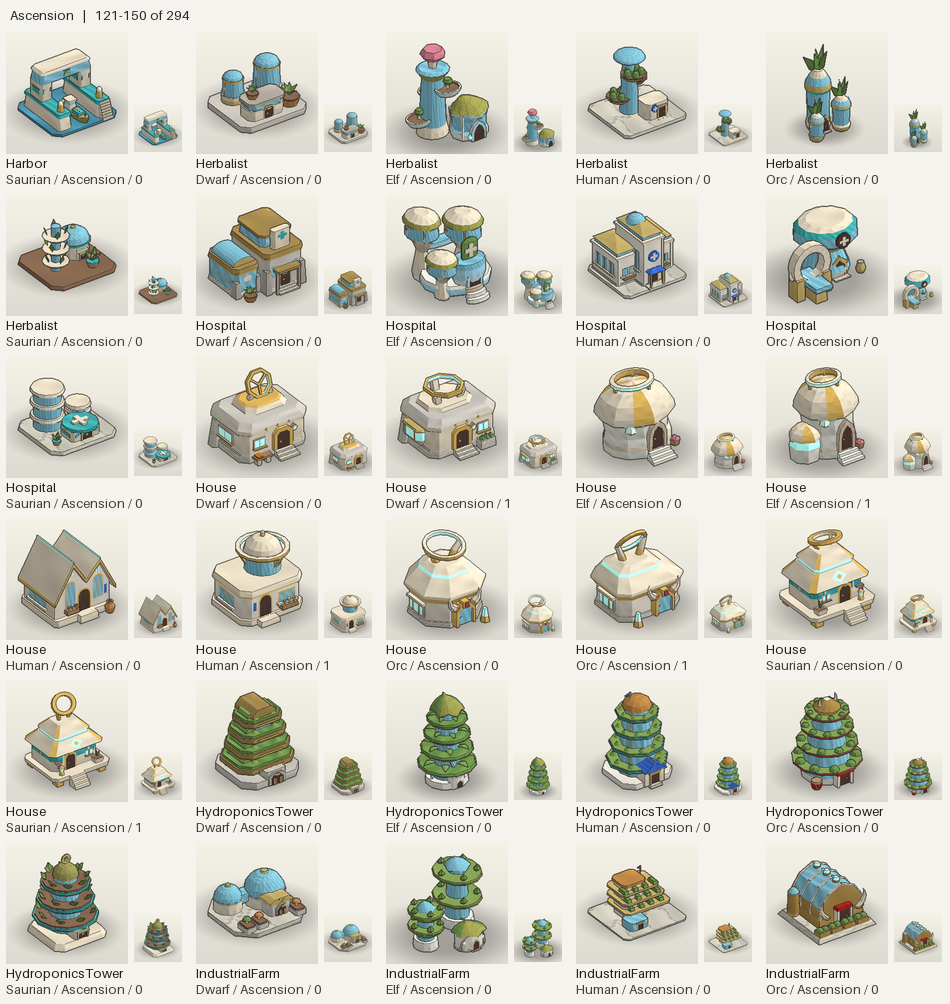 Ascension | 121-150 of 294
Harbor
Saurian / Ascension / 0
Herbalist
Dwarf / Ascension / 0
Herbalist
Elf / Ascension / 0
Herbalist
Human / Ascension / 0
Herbalist
Orc / Ascension / 0
Herbalist
Saurian / Ascension / 0
Hospital
Dwarf / Ascension / 0
Hospital
Elf / Ascension / 0
Hospital
Human / Ascension / 0
Hospital
Orc / Ascension / 0
Hospital
Saurian / Ascension / 0
House
Dwarf / Ascension / 0
House
Dwarf / Ascension / 1
House
Elf / Ascension / 0
House
Elf / Ascension / 1
House
Human / Ascension / 0
House
Human / Ascension / 1
House
Orc / Ascension / 0
House
Orc / Ascension / 1
House
Saurian / Ascension / 0
House
Saurian / Ascension / 1
HydroponicsTower
Dwarf / Ascension / 0
HydroponicsTower
Elf / Ascension / 0
HydroponicsTower
Human / Ascension / 0
HydroponicsTower
Orc / Ascension / 0
HydroponicsTower
Saurian / Ascension / 0
IndustrialFarm
Dwarf / Ascension / 0
IndustrialFarm
Elf / Ascension / 0
IndustrialFarm
Human / Ascension / 0
IndustrialFarm
Orc / Ascension / 0